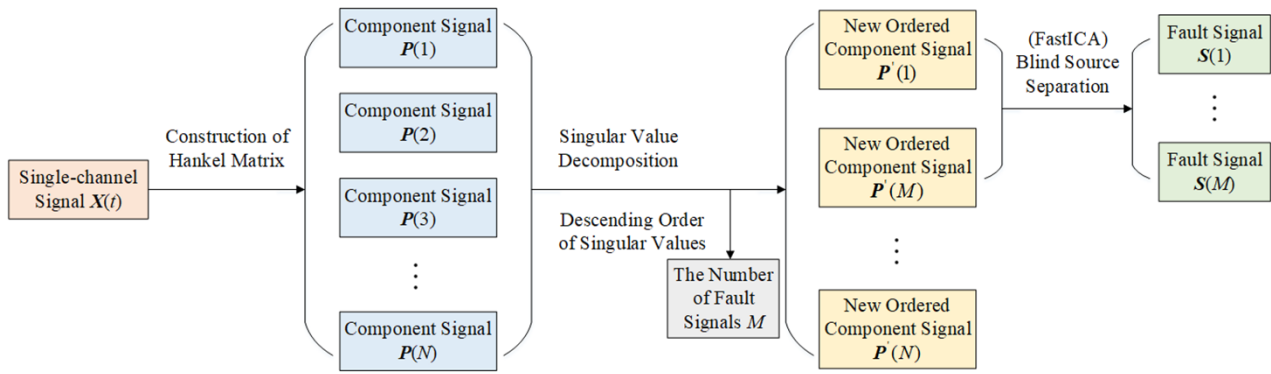 Single-channel
Signal X(t)
Construction of
Hankel Matrix
Component Signal
P(1)
Component Signal
P(2)
Component Signal
P(3)
⋮
Component Signal
P(N)
Singular Value
Decomposition
Descending Order
of Singular Values
The Number
of Fault
Signals M
New Ordered
Component Signal
P'(1)
New Ordered
Component Signal
P'(M)
⋮
New Ordered
Component Signal
P'(N)
(FastICA)
Blind Source
Separation
Fault Signal
S(1)
⋮
Fault Signal
S(M)